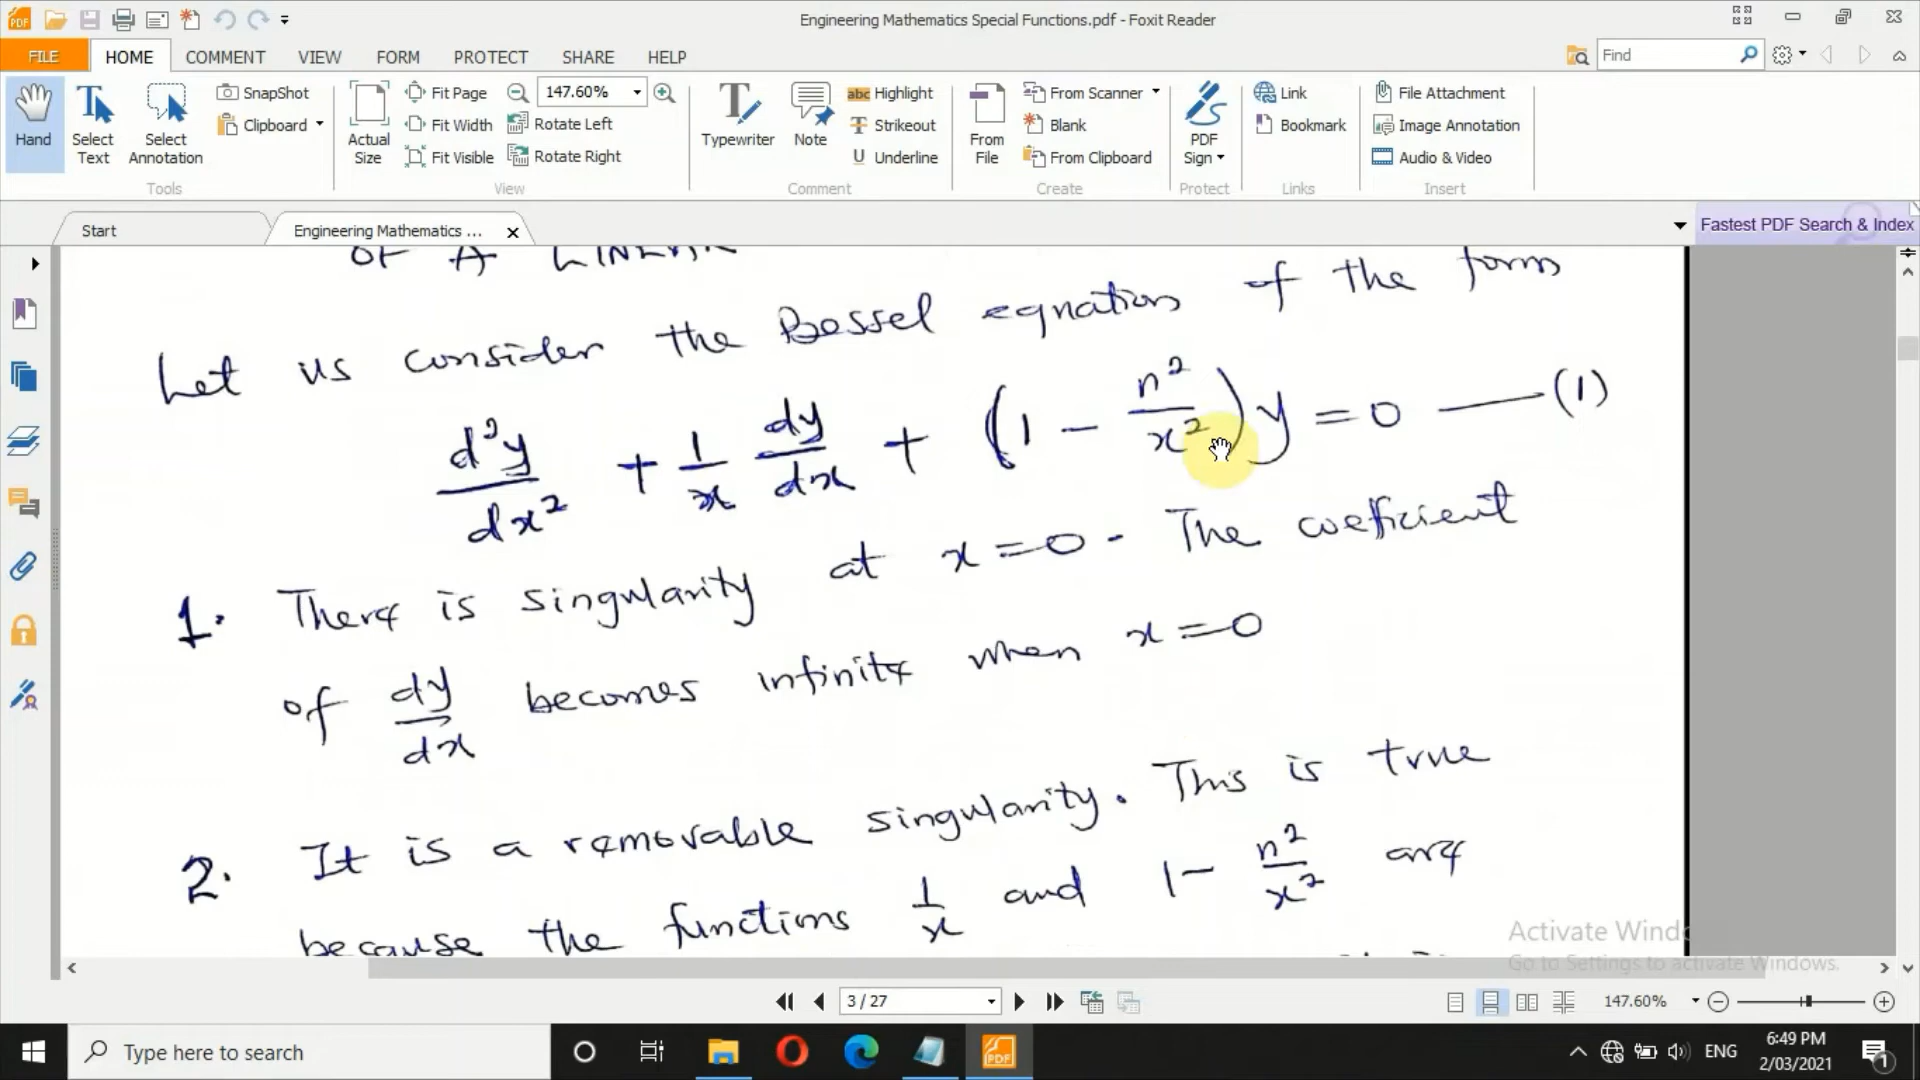 Engineering Mathematics Special Functions.pdf - Foxit Reader
FILE HOME COMMENT VIEW FORM PROTECT SHARE HELP
Find
Hand
Select Text
Select Annotation
SnapShot
Clipboard
Tools
Actual Size
Fit Page
Fit Width
Fit Visible
147.60%
Rotate Left
Rotate Right
View
Typewriter
Note
Highlight
Strikeout
Underline
Comment
From File
From Scanner
Blank
From Clipboard
Create
PDF Sign
Protect
Link
Bookmark
Links
File Attachment
Image Annotation
Audio & Video
Insert
Start
Engineering Mathematics ...
Fastest PDF Search & Index
OF A LINEAR
Let us consider the Bessel equation of the form
d²y/dx² + 1/x dy/dx + (1 - n²/x²)y = 0 —— (1)
1. There is singularity at x=0. The coefficient
of dy/dx becomes infinite when x=0
2. It is a removable singularity. This is true
because the functions 1/x and 1 - n²/x² are
Activate Windo
Go to Settings to activate Windows.
3 / 27
147.60%
Type here to search
ENG
6:49 PM
2/03/2021
1